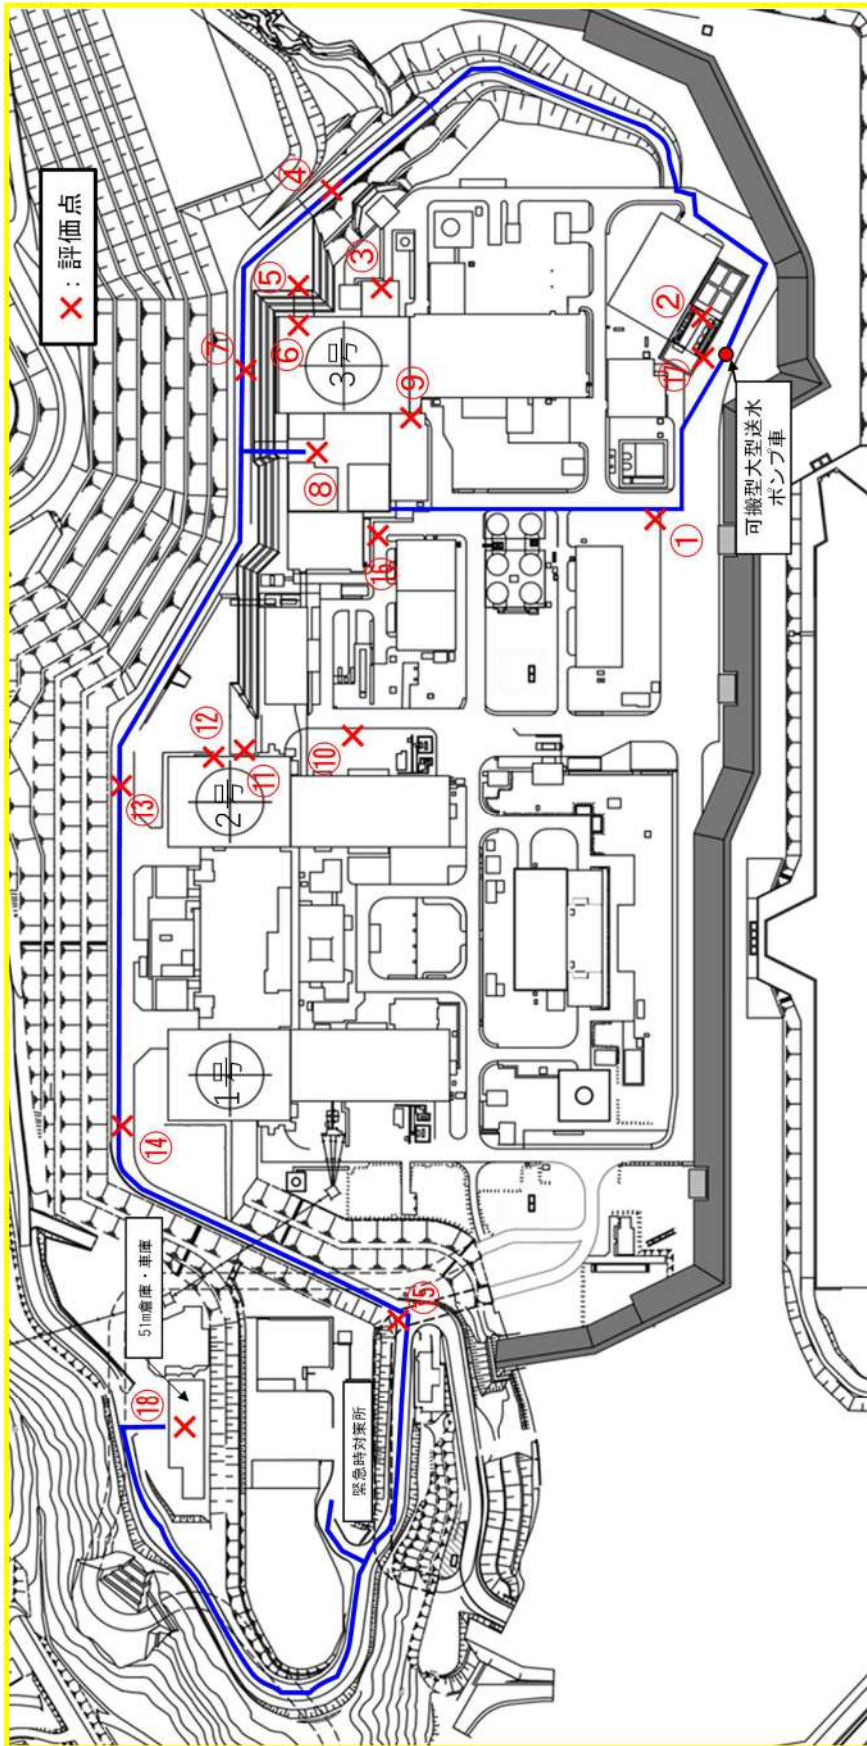 ×：評価点
51m倉庫・車庫
⑱
緊急時対策所
⑮
⑭
1号
⑬
2号
⑫
⑪
⑩
⑯
⑧
⑦
⑥
⑤
④
③
3号
⑨
①
⑰
②
可搬型大型送水
ポンプ車